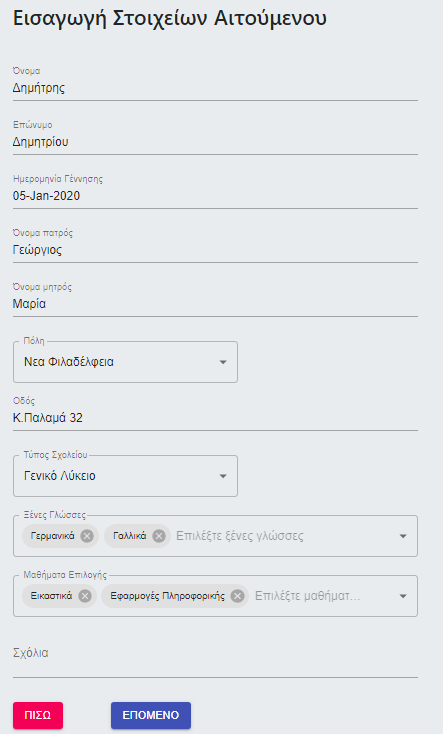 Εισαγωγή Στοιχείων Αιτούμενου
Όνομα
Δημήτρης
Επώνυμο
Δημητρίου
Ημερομηνία Γέννησης
05-Jan-2020
Όνομα πατρός
Γεώργιος
Όνομα μητρός
Μαρία
Πόλη
Νεα Φιλαδέλφεια
Οδός
Κ.Παλαμά 32
Τύπος Σχολείου
Γενικό Λύκειο
Ξένες Γλώσσες
Γερμανικά Γαλλικά Επιλέξτε ξένες γλώσσες
Μαθήματα Επιλογής
Εικαστικά Εφαρμογές Πληροφορικής Επιλέξτε μαθήματ...
Σχόλια
ΠΙΣΩ ΕΠΟΜΕΝΟ